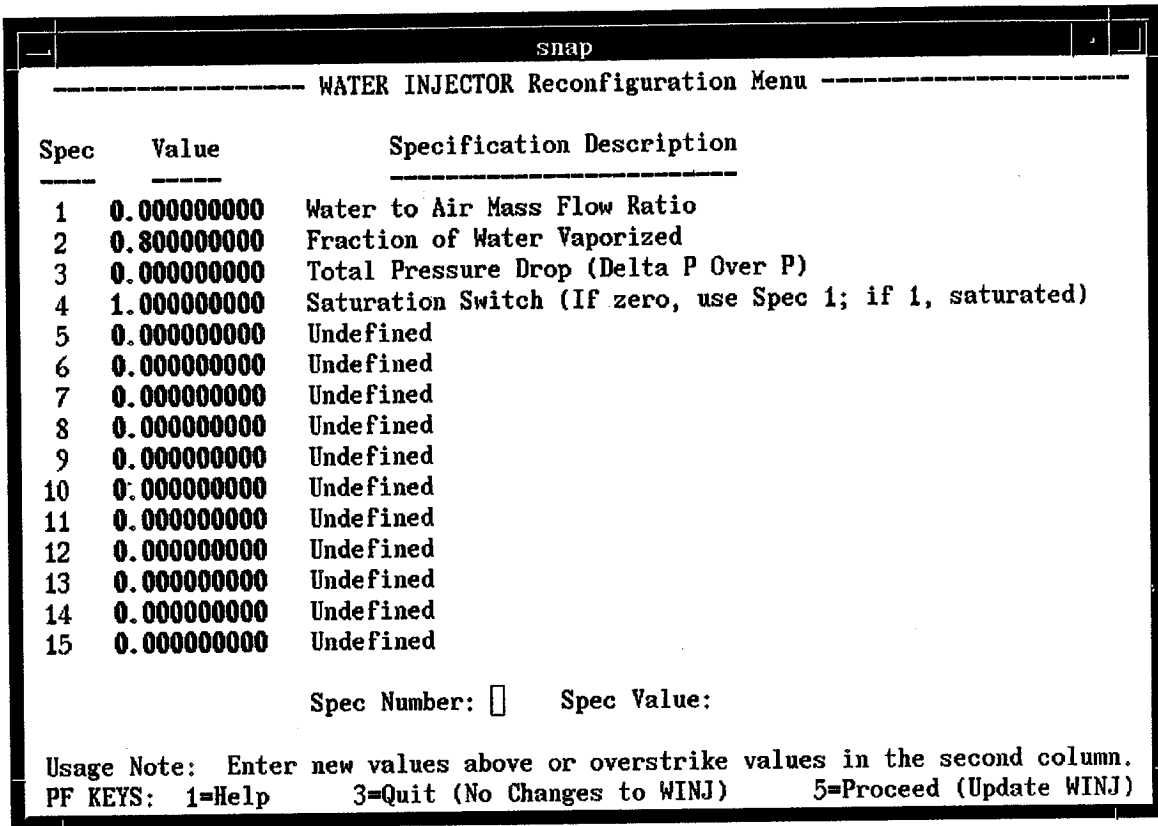 snap
------------------ WATER INJECTOR Reconfiguration Menu --------------------
Spec Value Specification Description
---- ----- -------------------------
1 0.000000000 Water to Air Mass Flow Ratio
2 0.800000000 Fraction of Water Vaporized
3 0.000000000 Total Pressure Drop (Delta P Over P)
4 1.000000000 Saturation Switch (If zero, use Spec 1; if 1, saturated)
5 0.000000000 Undefined
6 0.000000000 Undefined
7 0.000000000 Undefined
8 0.000000000 Undefined
9 0.000000000 Undefined
10 0.000000000 Undefined
11 0.000000000 Undefined
12 0.000000000 Undefined
13 0.000000000 Undefined
14 0.000000000 Undefined
15 0.000000000 Undefined
Spec Number: Spec Value:
Usage Note: Enter new values above or overstrike values in the second column.
PF KEYS: 1=Help 3=Quit (No Changes to WINJ) 5=Proceed (Update WINJ)